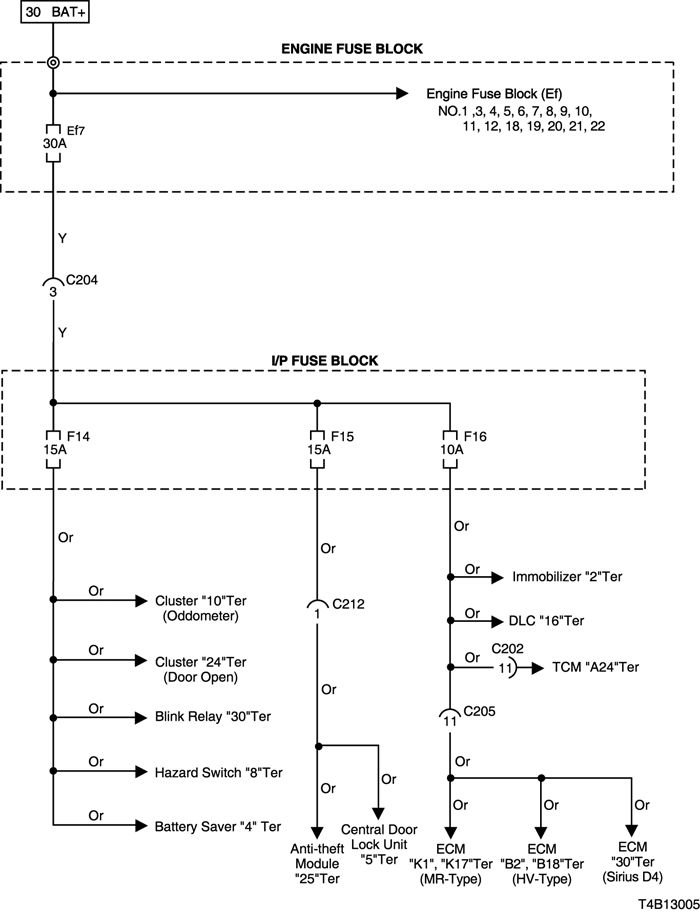 30 BAT+
ENGINE FUSE BLOCK
Engine Fuse Block (Ef)
NO.1 ,3, 4, 5, 6, 7, 8, 9, 10,
11, 12, 18, 19, 20, 21, 22
Ef7
30A
Y
C204
3
Y
I/P FUSE BLOCK
F14
15A
F15
15A
F16
10A
Or
Or
Or
Or
Cluster "10"Ter
(Oddometer)
Or
Cluster "24"Ter
(Door Open)
Or
Blink Relay "30"Ter
Or
Hazard Switch "8"Ter
Or
Battery Saver "4" Ter
C212
1
Or
Or
Or
Anti-theft
Module
"25"Ter
Central Door
Lock Unit
"5"Ter
Or
Immobilizer "2"Ter
Or
DLC "16"Ter
Or
C202
11
TCM "A24"Ter
C205
11
Or
Or
Or
Or
ECM
"K1", "K17"Ter
(MR-Type)
ECM
"B2", "B18"Ter
(HV-Type)
ECM
"30"Ter
(Sirius D4)
T4B13005